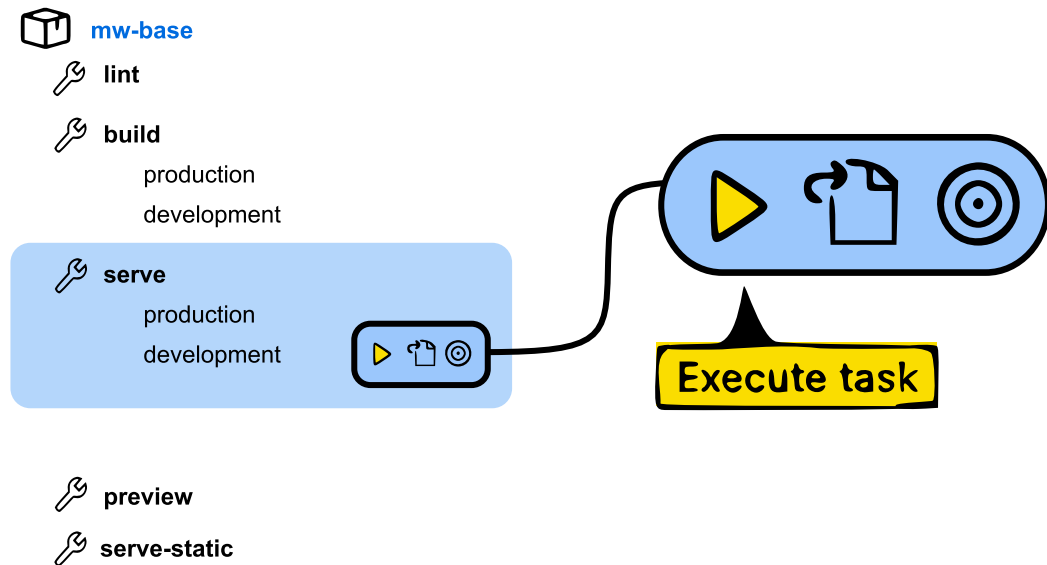 mw-base
lint
build
production
development
serve
production
development
Execute task
preview
serve-static